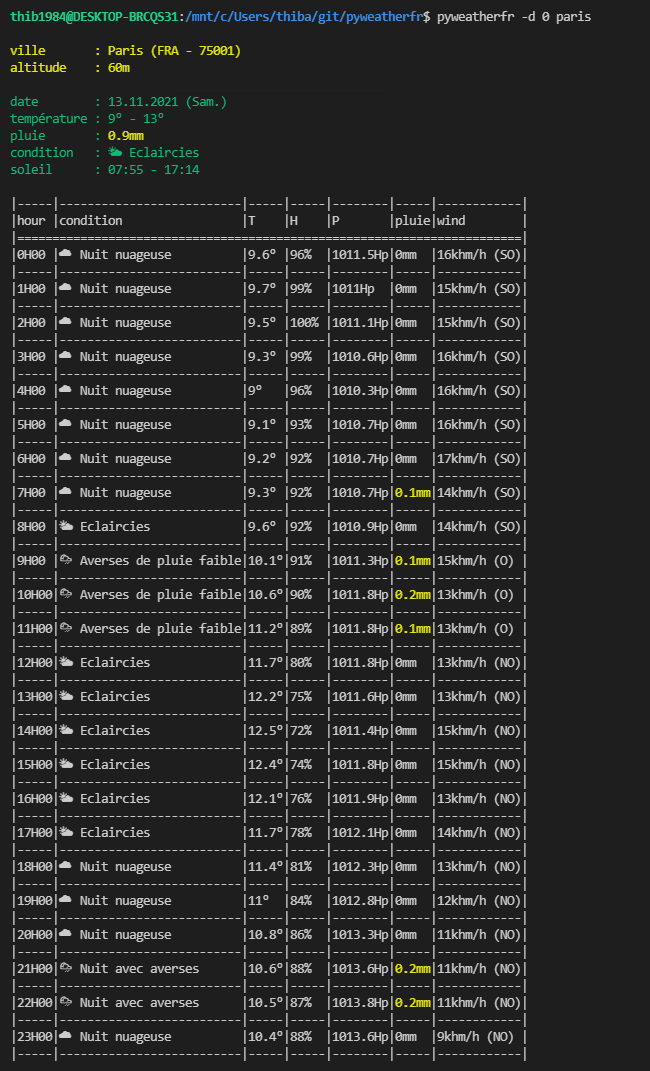 thib1984@DESKTOP-BRCQS31:/mnt/c/Users/thiba/git/pyweatherfr$ pyweatherfr -d 0 paris
ville       : Paris (FRA - 75001)
altitude    : 60m
date        : 13.11.2021 (Sam.)
température : 9° - 13°
pluie       : 0.9mm
condition   : 🌥 Eclaircies
soleil      : 07:55 - 17:14
|-----|--------------------------|-----|-----|--------|-----|------------|
|hour |condition                 |T    |H    |P       |pluie|wind        |
|========================================================================|
|0H00 |☁ Nuit nuageuse           |9.6° |96%  |1011.5Hp|0mm  |16khm/h (SO)|
|-----|--------------------------|-----|-----|--------|-----|------------|
|1H00 |☁ Nuit nuageuse           |9.7° |99%  |1011Hp  |0mm  |15khm/h (SO)|
|-----|--------------------------|-----|-----|--------|-----|------------|
|2H00 |☁ Nuit nuageuse           |9.5° |100% |1011.1Hp|0mm  |15khm/h (SO)|
|-----|--------------------------|-----|-----|--------|-----|------------|
|3H00 |☁ Nuit nuageuse           |9.3° |99%  |1010.6Hp|0mm  |16khm/h (SO)|
|-----|--------------------------|-----|-----|--------|-----|------------|
|4H00 |☁ Nuit nuageuse           |9°   |96%  |1010.3Hp|0mm  |16khm/h (SO)|
|-----|--------------------------|-----|-----|--------|-----|------------|
|5H00 |☁ Nuit nuageuse           |9.1° |93%  |1010.7Hp|0mm  |16khm/h (SO)|
|-----|--------------------------|-----|-----|--------|-----|------------|
|6H00 |☁ Nuit nuageuse           |9.2° |92%  |1010.7Hp|0mm  |17khm/h (SO)|
|-----|--------------------------|-----|-----|--------|-----|------------|
|7H00 |☁ Nuit nuageuse           |9.3° |92%  |1010.7Hp|0.1mm|14khm/h (SO)|
|-----|--------------------------|-----|-----|--------|-----|------------|
|8H00 |🌥 Eclaircies              |9.6° |92%  |1010.9Hp|0mm  |14khm/h (SO)|
|-----|--------------------------|-----|-----|--------|-----|------------|
|9H00 |🌦 Averses de pluie faible|10.1°|91%  |1011.3Hp|0.1mm|15khm/h (O) |
|-----|--------------------------|-----|-----|--------|-----|------------|
|10H00|🌦 Averses de pluie faible|10.6°|90%  |1011.8Hp|0.2mm|13khm/h (O) |
|-----|--------------------------|-----|-----|--------|-----|------------|
|11H00|🌦 Averses de pluie faible|11.2°|89%  |1011.8Hp|0.1mm|13khm/h (O) |
|-----|--------------------------|-----|-----|--------|-----|------------|
|12H00|🌥 Eclaircies              |11.7°|80%  |1011.8Hp|0mm  |13khm/h (NO)|
|-----|--------------------------|-----|-----|--------|-----|------------|
|13H00|🌥 Eclaircies              |12.2°|75%  |1011.6Hp|0mm  |13khm/h (NO)|
|-----|--------------------------|-----|-----|--------|-----|------------|
|14H00|🌥 Eclaircies              |12.5°|72%  |1011.4Hp|0mm  |15khm/h (NO)|
|-----|--------------------------|-----|-----|--------|-----|------------|
|15H00|🌥 Eclaircies              |12.4°|74%  |1011.8Hp|0mm  |15khm/h (NO)|
|-----|--------------------------|-----|-----|--------|-----|------------|
|16H00|🌥 Eclaircies              |12.1°|76%  |1011.9Hp|0mm  |13khm/h (NO)|
|-----|--------------------------|-----|-----|--------|-----|------------|
|17H00|🌥 Eclaircies              |11.7°|78%  |1012.1Hp|0mm  |14khm/h (NO)|
|-----|--------------------------|-----|-----|--------|-----|------------|
|18H00|☁ Nuit nuageuse           |11.4°|81%  |1012.3Hp|0mm  |13khm/h (NO)|
|-----|--------------------------|-----|-----|--------|-----|------------|
|19H00|☁ Nuit nuageuse           |11°  |84%  |1012.8Hp|0mm  |12khm/h (NO)|
|-----|--------------------------|-----|-----|--------|-----|------------|
|20H00|☁ Nuit nuageuse           |10.8°|86%  |1013.3Hp|0mm  |11khm/h (NO)|
|-----|--------------------------|-----|-----|--------|-----|------------|
|21H00|🌦 Nuit avec averses       |10.6°|88%  |1013.6Hp|0.2mm|11khm/h (NO)|
|-----|--------------------------|-----|-----|--------|-----|------------|
|22H00|🌦 Nuit avec averses       |10.5°|87%  |1013.8Hp|0.2mm|11khm/h (NO)|
|-----|--------------------------|-----|-----|--------|-----|------------|
|23H00|☁ Nuit nuageuse           |10.4°|88%  |1013.6Hp|0mm  |9khm/h (NO) |
|-----|--------------------------|-----|-----|--------|-----|------------|